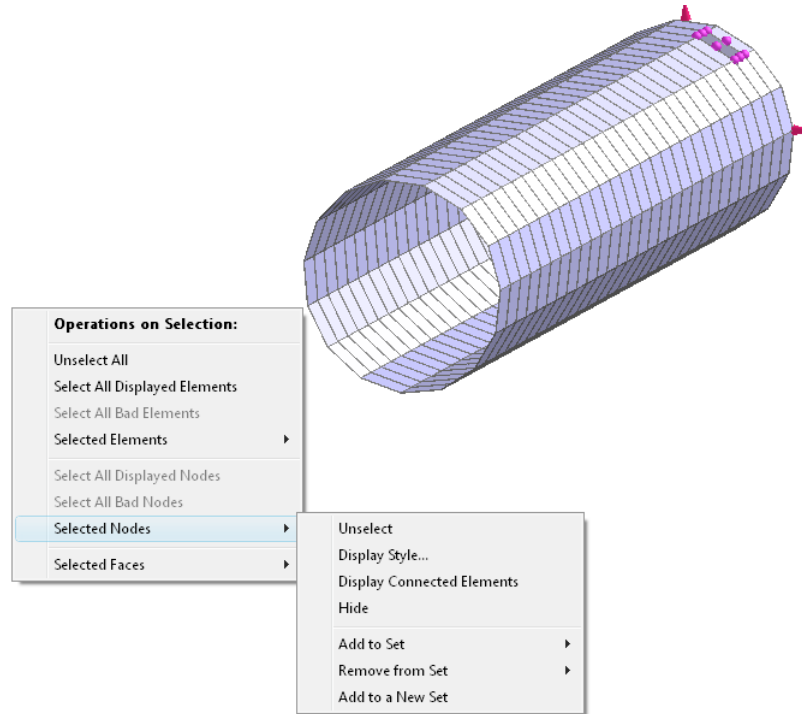 Operations on Selection:
Unselect All
Select All Displayed Elements
Select All Bad Elements
Selected Elements
Select All Displayed Nodes
Select All Bad Nodes
Selected Nodes
Selected Faces
Unselect
Display Style...
Display Connected Elements
Hide
Add to Set
Remove from Set
Add to a New Set